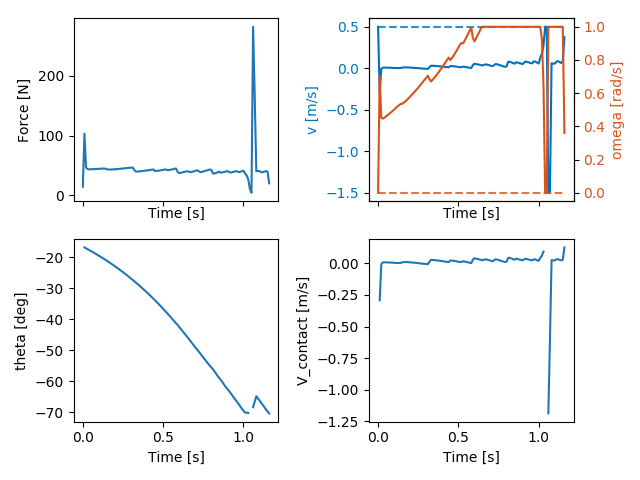 Force [N]
200
100
0
Time [s]
v [m/s]
0.5
0.0
−0.5
−1.0
−1.5
Time [s]
omega [rad/s]
1.0
0.8
0.6
0.4
0.2
0.0
theta [deg]
−20
−30
−40
−50
−60
−70
0.0 0.5 1.0
Time [s]
V_contact [m/s]
0.00
−0.25
−0.50
−0.75
−1.00
−1.25
0.0 0.5 1.0
Time [s]